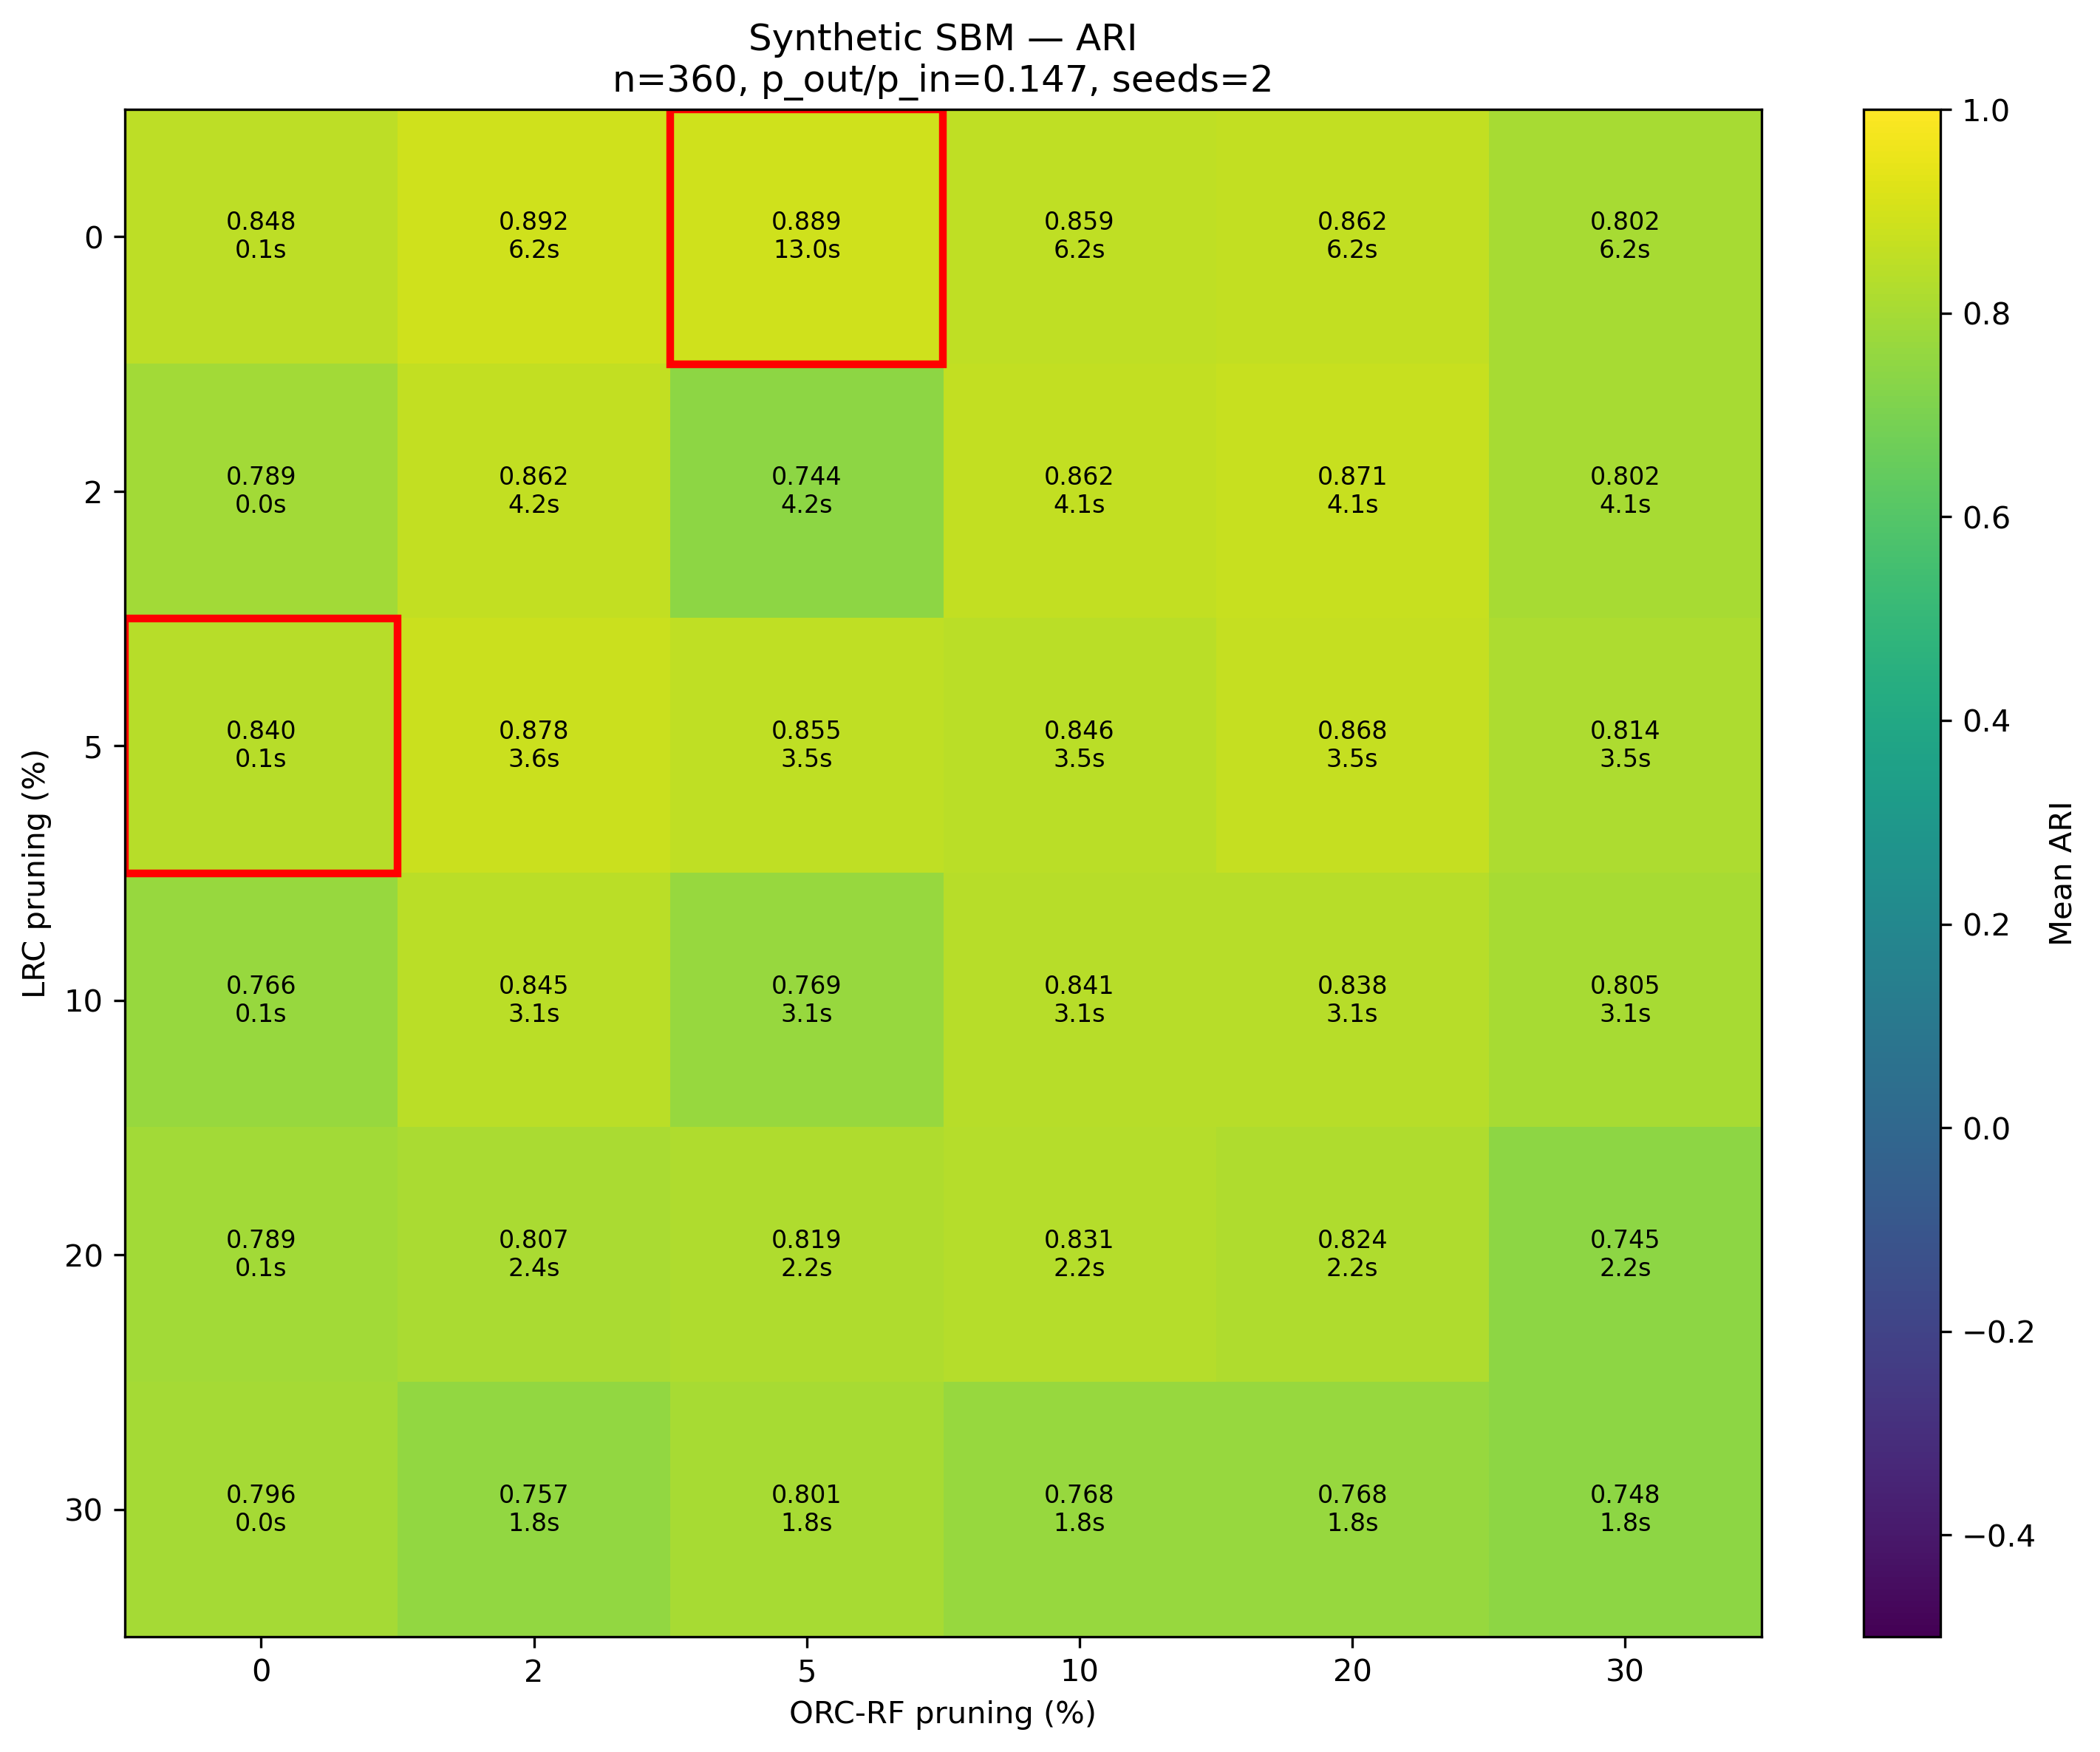 Synthetic SBM — ARI
n=360, p_out/p_in=0.147, seeds=2
0.848 0.892 0.889 0.859 0.862 0.802
0 0.1s 6.2s 13.0s 6.2s 6.2s 6.2s
0.789 0.862 0.744 0.862 0.871 0.802
2 0.0s 4.2s 4.2s 4.1s 4.1s 4.1s
0.840 0.878 0.855 0.846 0.868 0.814
5 0.1s 3.6s 3.5s 3.5s 3.5s 3.5s
0.766 0.845 0.769 0.841 0.838 0.805
10 0.1s 3.1s 3.1s 3.1s 3.1s 3.1s
0.789 0.807 0.819 0.831 0.824 0.745
20 0.1s 2.4s 2.2s 2.2s 2.2s 2.2s
0.796 0.757 0.801 0.768 0.768 0.748
30 0.0s 1.8s 1.8s 1.8s 1.8s 1.8s
0 2 5 10 20 30
ORC-RF pruning (%)
LRC pruning (%)
1.0
0.8
0.6
0.4
0.2
0.0
−0.2
−0.4
Mean ARI